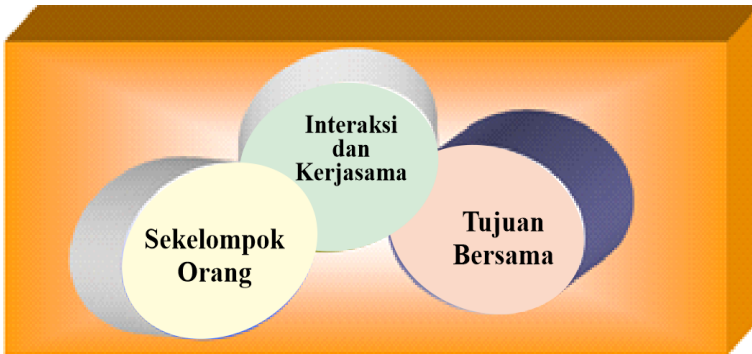 Sekelompok
Orang
Interaksi
dan
Kerjasama
Tujuan
Bersama